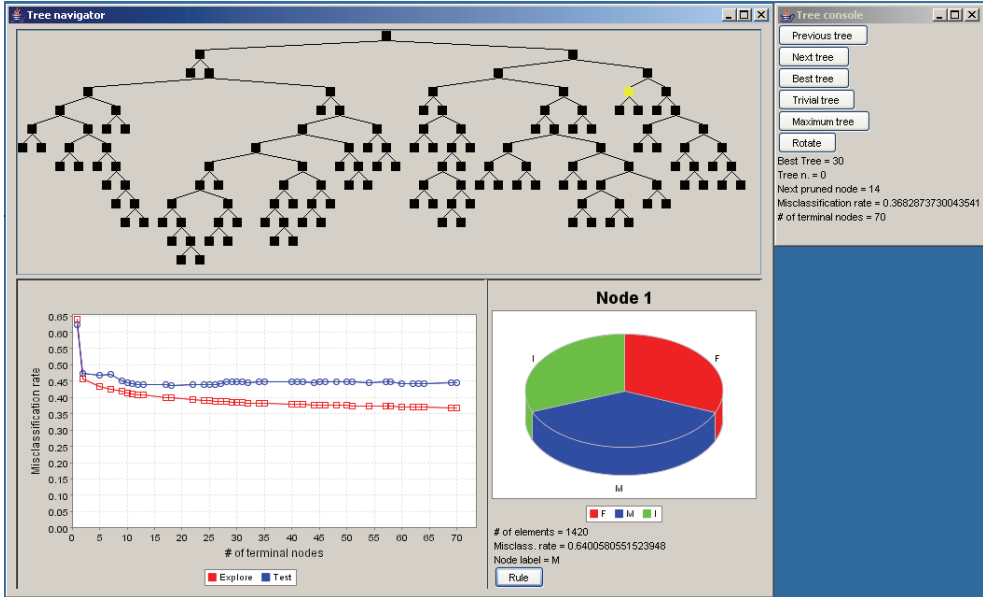 Tree navigator
Tree console
Previous tree
Next tree
Best tree
Trivial tree
Maximum tree
Rotate
Best Tree = 30
Tree n. = 0
Next pruned node = 14
Misclassification rate = 0.3682873730043541
# of terminal nodes = 70
Misclassification rate
0.65
0.60
0.55
0.50
0.45
0.40
0.35
0.30
0.25
0.20
0.15
0.10
0.05
0.00
0 5 10 15 20 25 30 35 40 45 50 55 60 65 70
# of terminal nodes
Explore Test
Node 1
I
F
M
F M I
# of elements = 1420
Misclass. rate = 0.6400580551523948
Node label = M
Rule